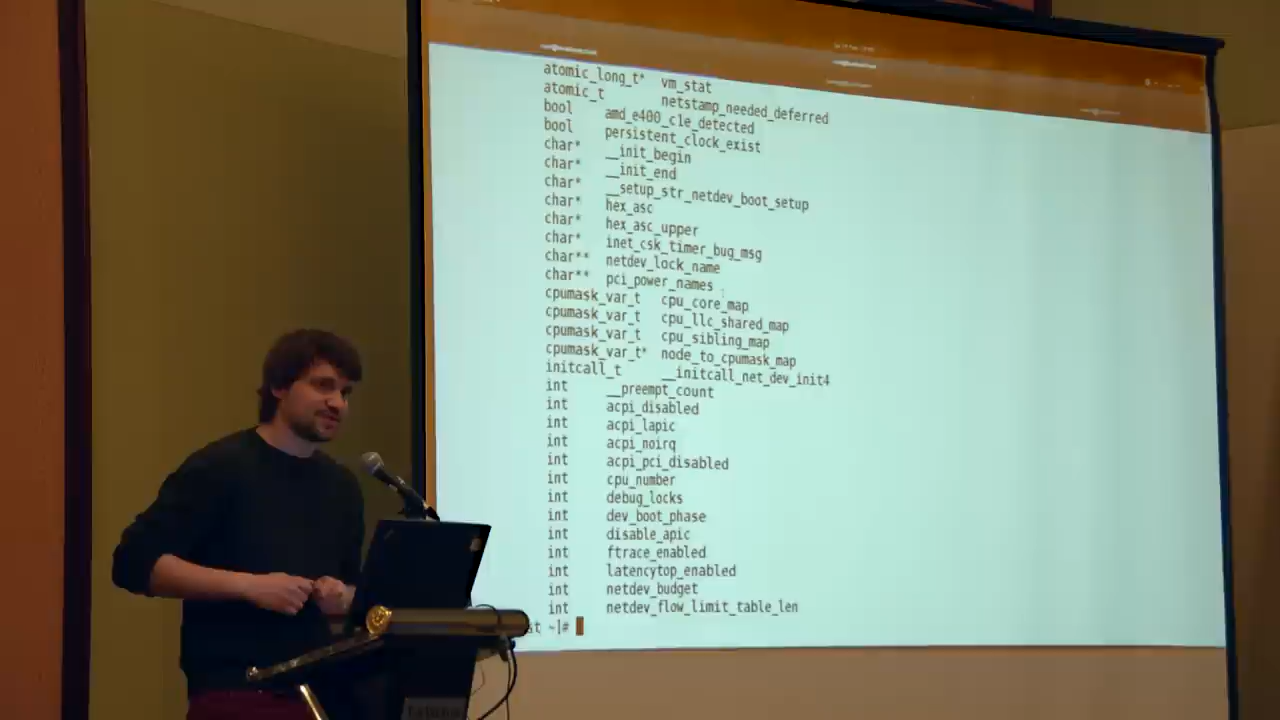 atomic_long_t* vm_stat
atomic_t netstamp_needed_deferred
bool amd_e400_c1e_detected
bool persistent_clock_exist
char* __init_begin
char* __init_end
char* __setup_str_netdev_boot_setup
char* hex_asc
char* hex_asc_upper
char* inet_csk_timer_bug_msg
char** netdev_lock_name
char** pci_power_names
cpumask_var_t cpu_core_map
cpumask_var_t cpu_llc_shared_map
cpumask_var_t cpu_sibling_map
cpumask_var_t* node_to_cpumask_map
initcall_t __initcall_net_dev_init4
int __preempt_count
int acpi_disabled
int acpi_lapic
int acpi_noirq
int acpi_pci_disabled
int cpu_number
int debug_locks
int dev_boot_phase
int disable_apic
int ftrace_enabled
int latencytop_enabled
int netdev_budget
int netdev_flow_limit_table_len
st ~]#